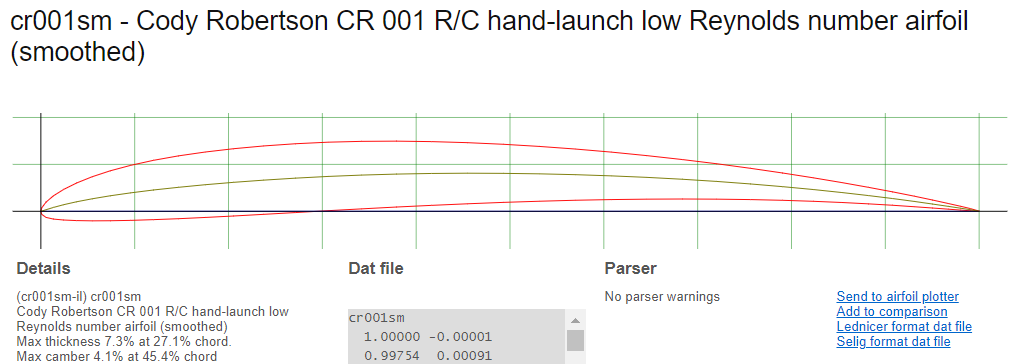 cr001sm - Cody Robertson CR 001 R/C hand-launch low Reynolds number airfoil
(smoothed)
Details
(cr001sm-il) cr001sm
Cody Robertson CR 001 R/C hand-launch low
Reynolds number airfoil (smoothed)
Max thickness 7.3% at 27.1% chord.
Max camber 4.1% at 45.4% chord
Dat file
cr001sm
1.00000 -0.00001
0.99754 0.00091
Parser
No parser warnings
Send to airfoil plotter
Add to comparison
Lednicer format dat file
Selig format dat file